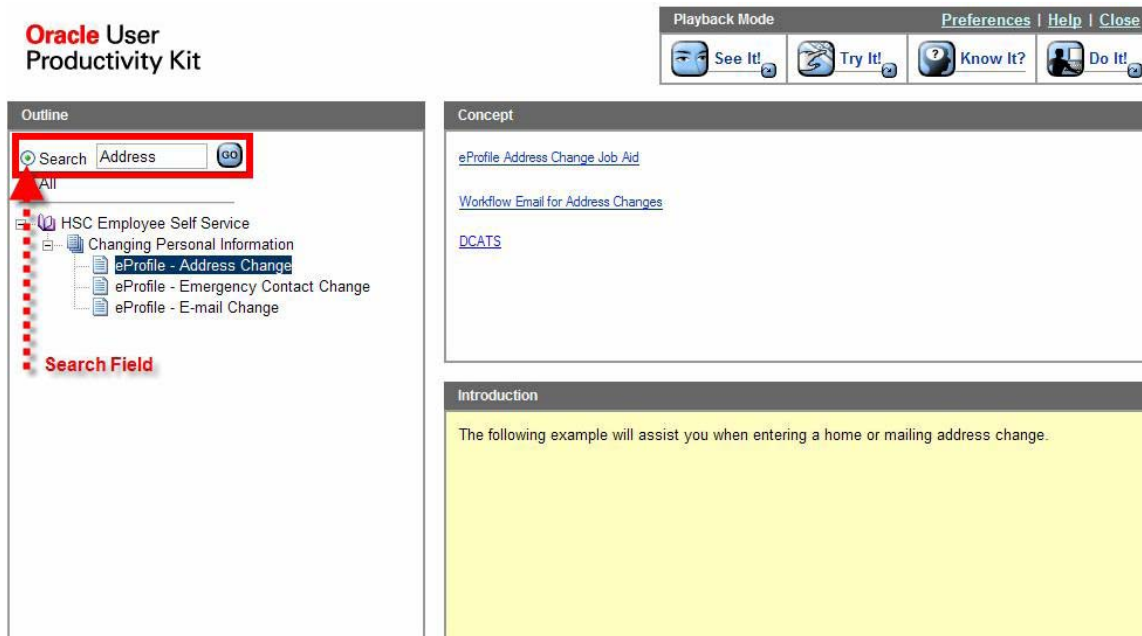 Oracle User
Productivity Kit
Playback Mode
Preferences | Help | Close
See It!
Try It!
Know It?
Do It!
Outline
Search Address GO
All
HSC Employee Self Service
Changing Personal Information
eProfile - Address Change
eProfile - Emergency Contact Change
eProfile - E-mail Change
Search Field
Concept
eProfile Address Change Job Aid
Workflow Email for Address Changes
DCATS
Introduction
The following example will assist you when entering a home or mailing address change.